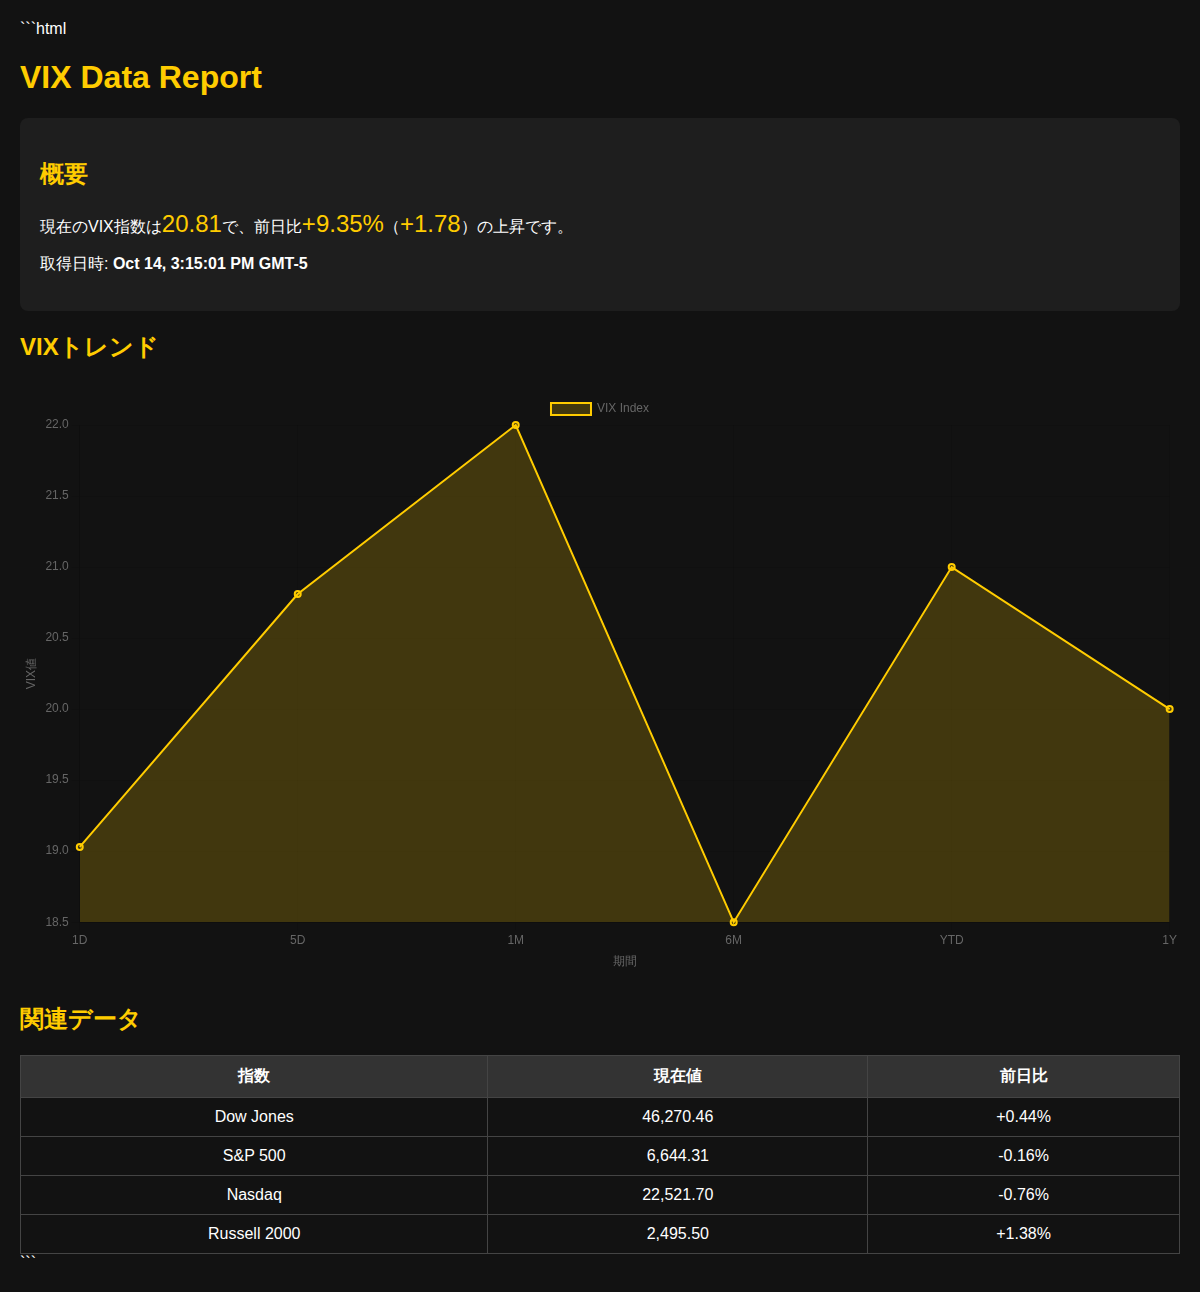 ```html
VIX Data Report
概要
現在のVIX指数は20.81で、前日比+9.35%（+1.78）の上昇です。
取得日時: Oct 14, 3:15:01 PM GMT-5
VIXトレンド
VIX Index
22.0
21.5
21.0
20.5
20.0
19.5
19.0
18.5
VIX値
1D 5D 1M 6M YTD 1Y
期間
関連データ
指数 現在値 前日比
Dow Jones 46,270.46 +0.44%
S&P 500 6,644.31 -0.16%
Nasdaq 22,521.70 -0.76%
Russell 2000 2,495.50 +1.38%
```